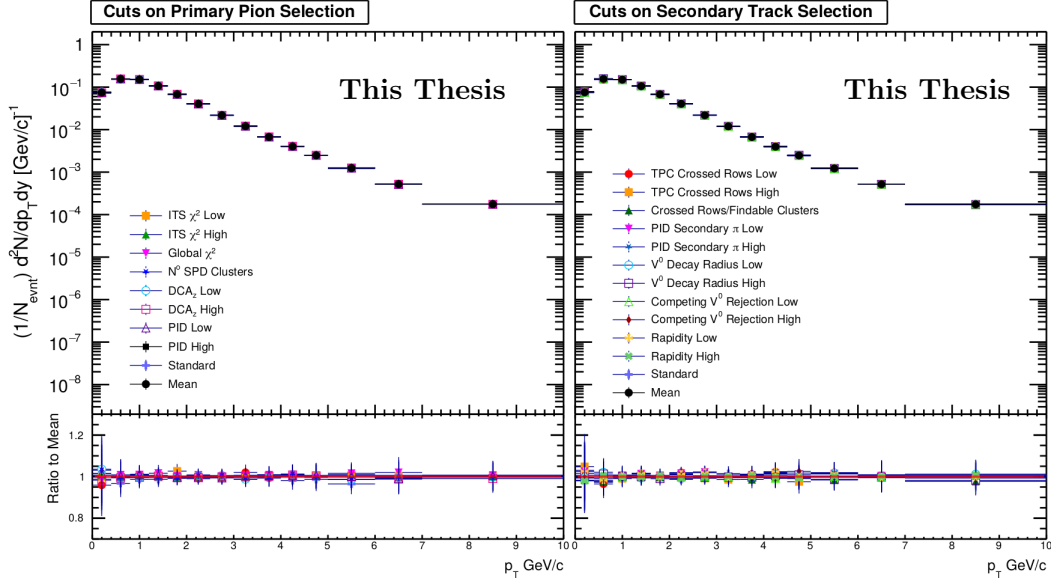 Cuts on Primary Pion Selection
(1/N_evnt) d²N/dp_T dy [Gev/c]⁻¹
1
10⁻¹
10⁻²
10⁻³
10⁻⁴
10⁻⁵
10⁻⁶
10⁻⁷
10⁻⁸
This Thesis
ITS χ² Low
ITS χ² High
Global χ²
N⁰ SPD Clusters
DCA_z Low
DCA_z High
PID Low
PID High
Standard
Mean
Ratio to Mean
1.2
1.0
0.8
0 1 2 3 4 5 6 7 8 9 10
p_T GeV/c
Cuts on Secondary Track Selection
This Thesis
TPC Crossed Rows Low
TPC Crossed Rows High
Crossed Rows/Findable Clusters
PID Secondary π Low
PID Secondary π High
V⁰ Decay Radius Low
V⁰ Decay Radius High
Competing V⁰ Rejection Low
Competing V⁰ Rejection High
Rapidity Low
Rapidity High
Standard
Mean
0 1 2 3 4 5 6 7 8 9 10
p_T GeV/c